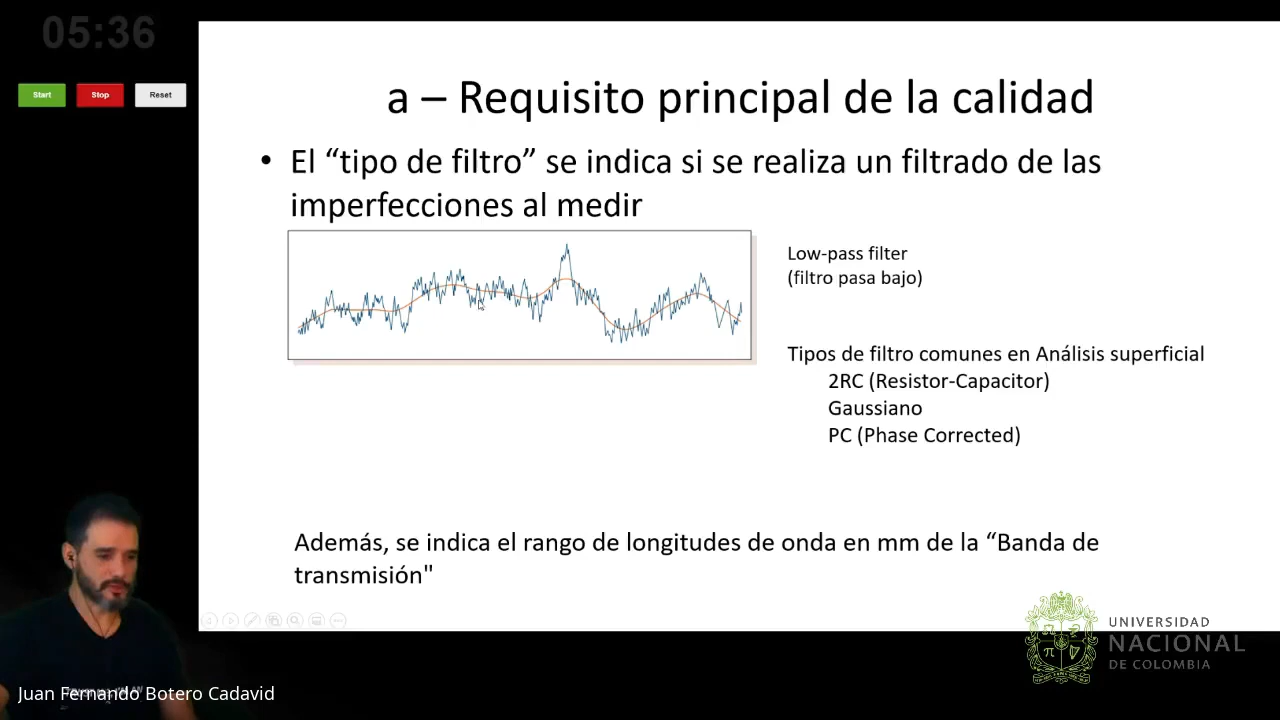 05:36
Start Stop Reset
a – Requisito principal de la calidad
• El “tipo de filtro” se indica si se realiza un filtrado de las
imperfecciones al medir
Low-pass filter
(filtro pasa bajo)
Tipos de filtro comunes en Análisis superficial
2RC (Resistor-Capacitor)
Gaussiano
PC (Phase Corrected)
Además, se indica el rango de longitudes de onda en mm de la “Banda de
transmisión"
UNIVERSIDAD
NACIONAL
DE COLOMBIA
Juan Fernando Botero Cadavid